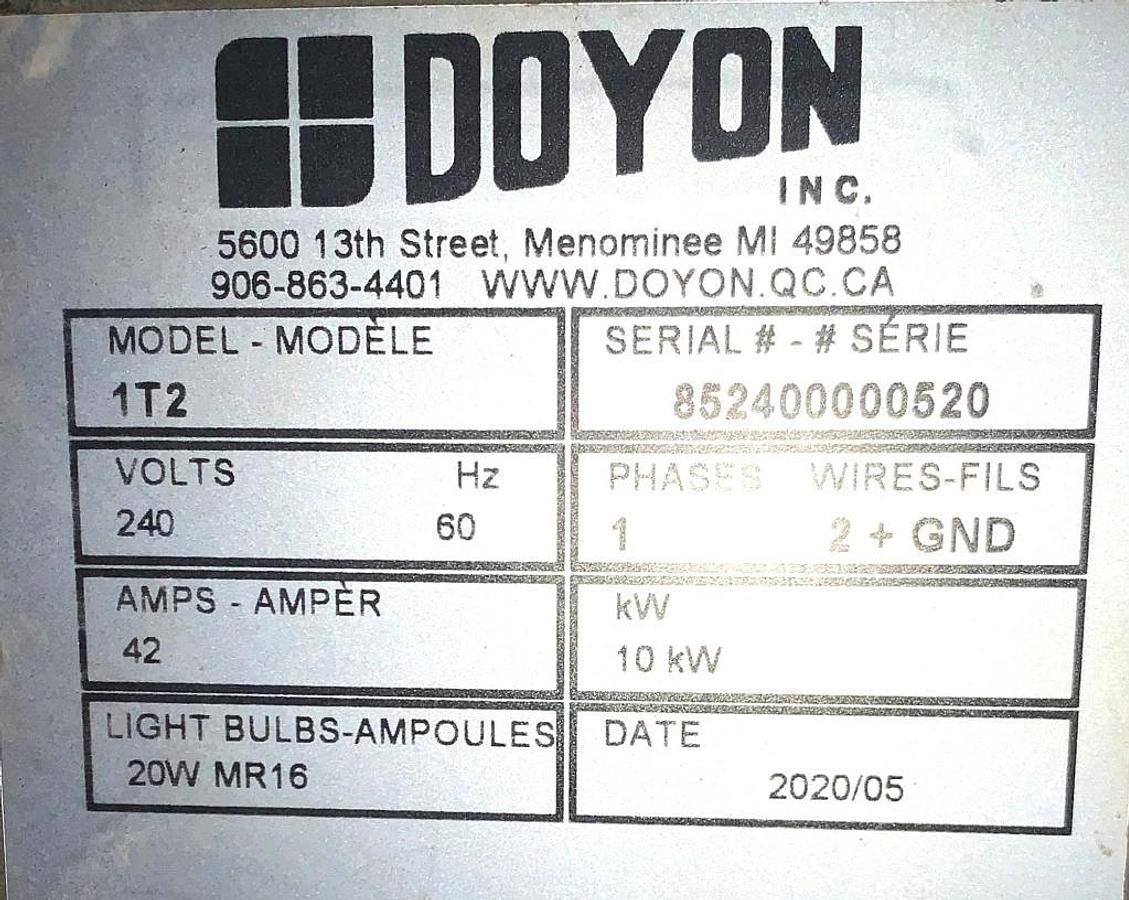 DOYON
INC.
5600 13th Street, Menominee MI 49858
906-863-4401 WWW.DOYON.QC.CA
MODEL - MODÈLE
1T2
SERIAL # - # SÉRIE
852400000520
VOLTS Hz
240 60
PHASES WIRES-FILS
1 2 + GND
AMPS - AMPÈR
42
kW
10 kW
LIGHT BULBS-AMPOULES
20W MR16
DATE
2020/05